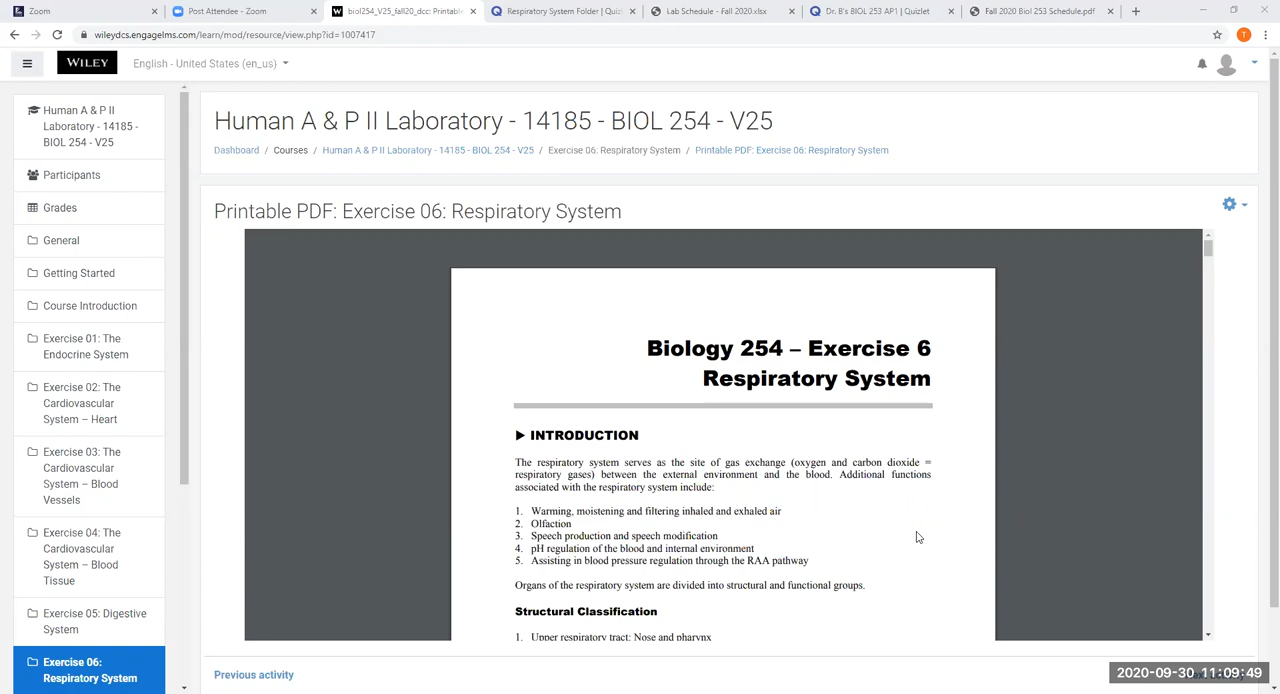 Zoom
Post Attendee - Zoom
biol254_V25_fall20_dcc: Printable
Respiratory System Folder | Quiz
Lab Schedule - Fall 2020.xlsx
Dr. B's BIOL 253 AP1 | Quizlet
Fall 2020 Biol 253 Schedule.pdf
wileydcs.engagelms.com/learn/mod/resource/view.php?id=1007417
T
WILEY
English - United States (en_us)
Human A & P II
Laboratory - 14185 -
BIOL 254 - V25
Participants
Grades
General
Getting Started
Course Introduction
Exercise 01: The
Endocrine System
Exercise 02: The
Cardiovascular
System – Heart
Exercise 03: The
Cardiovascular
System – Blood
Vessels
Exercise 04: The
Cardiovascular
System – Blood
Tissue
Exercise 05: Digestive
System
Exercise 06:
Respiratory System
Human A & P II Laboratory - 14185 - BIOL 254 - V25
Dashboard / Courses / Human A & P II Laboratory - 14185 - BIOL 254 - V25 / Exercise 06: Respiratory System / Printable PDF: Exercise 06: Respiratory System
Printable PDF: Exercise 06: Respiratory System
Biology 254 – Exercise 6
Respiratory System
INTRODUCTION
The respiratory system serves as the site of gas exchange (oxygen and carbon dioxide =
respiratory gases) between the external environment and the blood. Additional functions
associated with the respiratory system include:
1. Warming, moistening and filtering inhaled and exhaled air
2. Olfaction
3. Speech production and speech modification
4. pH regulation of the blood and internal environment
5. Assisting in blood pressure regulation through the RAA pathway
Organs of the respiratory system are divided into structural and functional groups.
Structural Classification
1. Upper respiratory tract: Nose and pharynx
Previous activity
2020-09-30 11:09:49